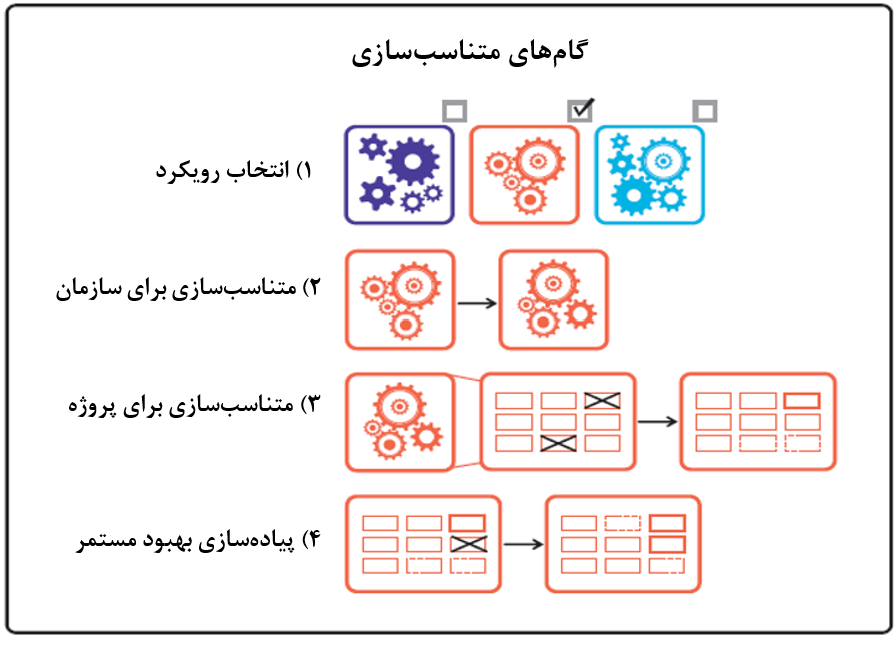 گام‌های متناسب‌سازی
۱) انتخاب رویکرد
۲) متناسب‌سازی برای سازمان
۳) متناسب‌سازی برای پروژه
۴) پیاده‌سازی بهبود مستمر